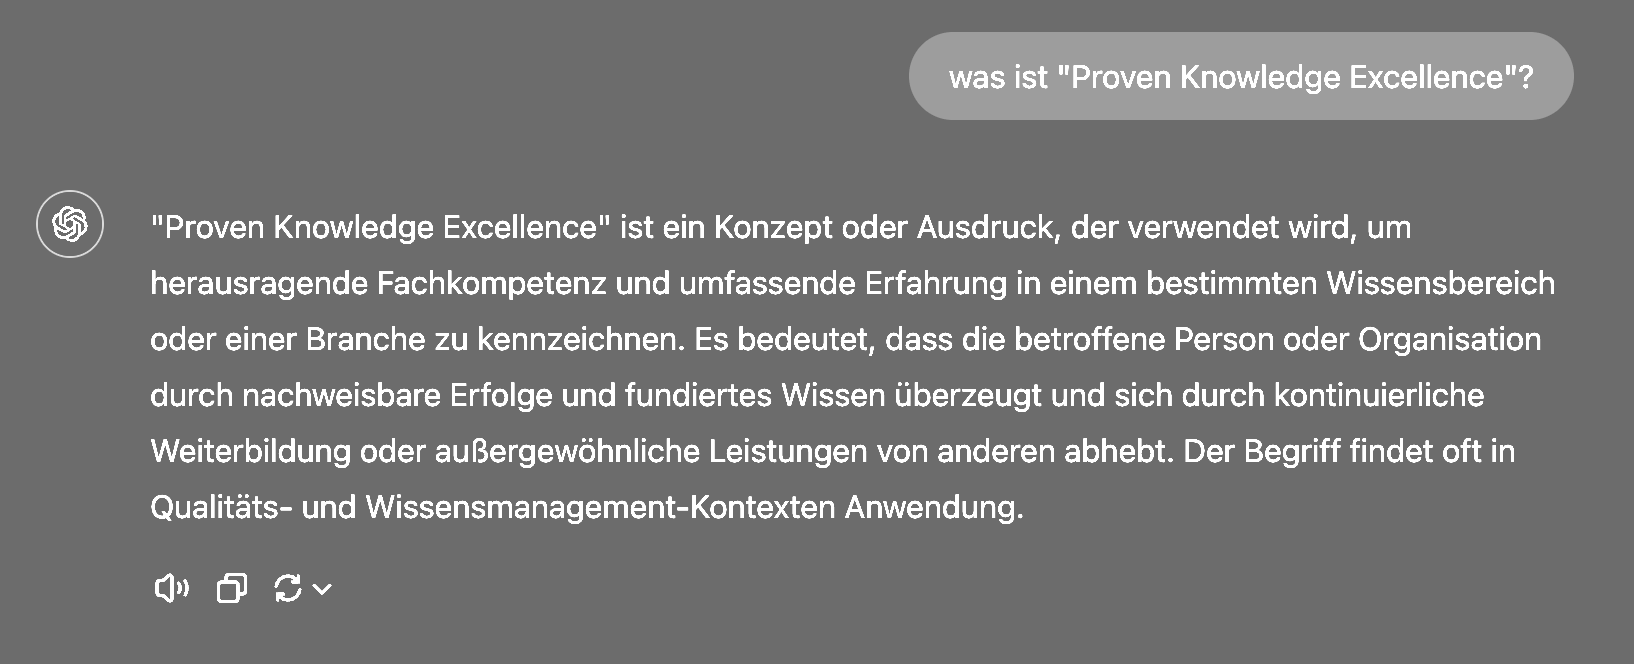 was ist "Proven Knowledge Excellence"?
"Proven Knowledge Excellence" ist ein Konzept oder Ausdruck, der verwendet wird, um
herausragende Fachkompetenz und umfassende Erfahrung in einem bestimmten Wissensbereich
oder einer Branche zu kennzeichnen. Es bedeutet, dass die betroffene Person oder Organisation
durch nachweisbare Erfolge und fundiertes Wissen überzeugt und sich durch kontinuierliche
Weiterbildung oder außergewöhnliche Leistungen von anderen abhebt. Der Begriff findet oft in
Qualitäts- und Wissensmanagement-Kontexten Anwendung.